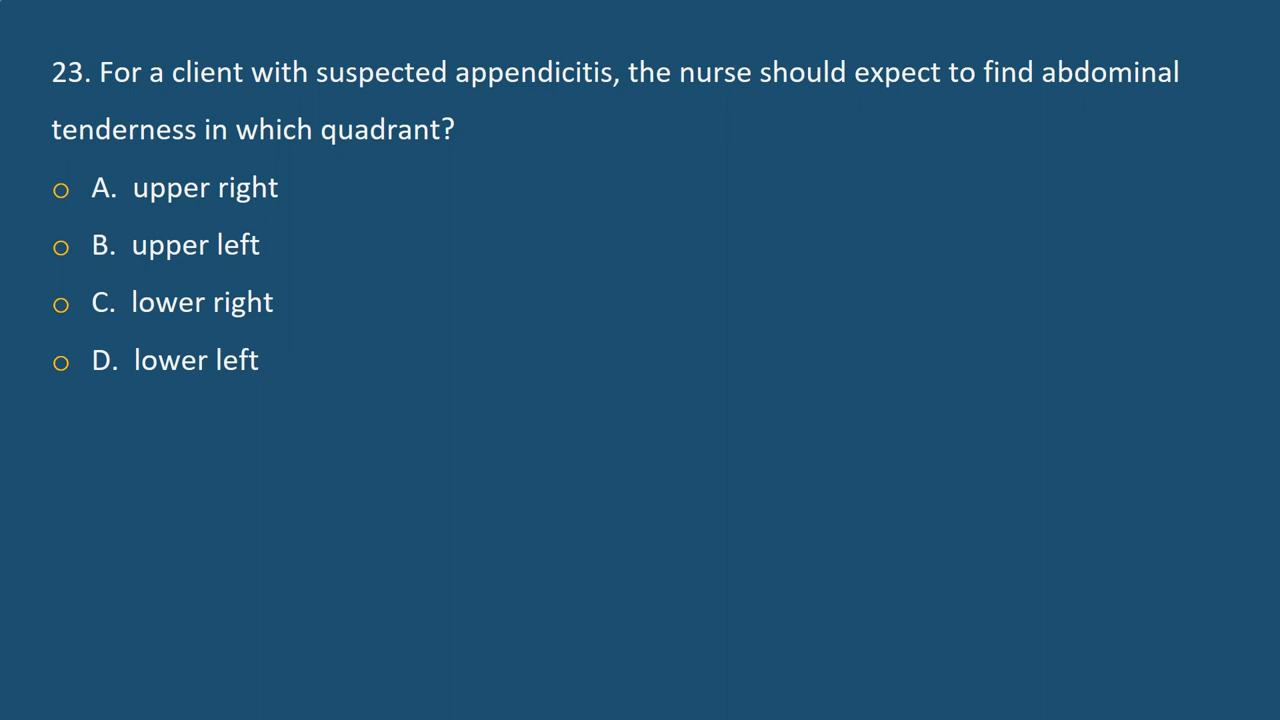 23. For a client with suspected appendicitis, the nurse should expect to find abdominal
tenderness in which quadrant?
A. upper right
B. upper left
C. lower right
D. lower left